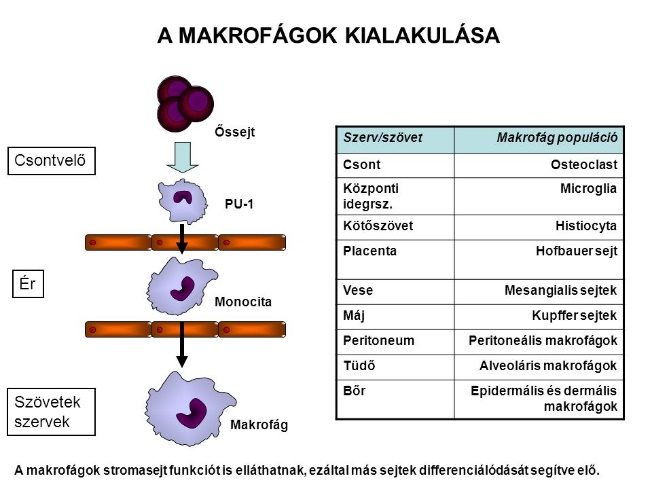 A MAKROFÁGOK KIALAKULÁSA
Őssejt
Csontvelő
PU-1
Ér
Monocita
Szövetek
szervek
Makrofág
Szerv/szövet Makrofág populáció
Csont Osteoclast
Központi Microglia
idegrsz.
Kötőszövet Histiocyta
Placenta Hofbauer sejt
Vese Mesangialis sejtek
Máj Kupffer sejtek
Peritoneum Peritoneális makrofágok
Tüdő Alveoláris makrofágok
Bőr Epidermális és dermális
makrofágok
A makrofágok stromasejt funkciót is elláthatnak, ezáltal más sejtek differenciálódását segítve elő.